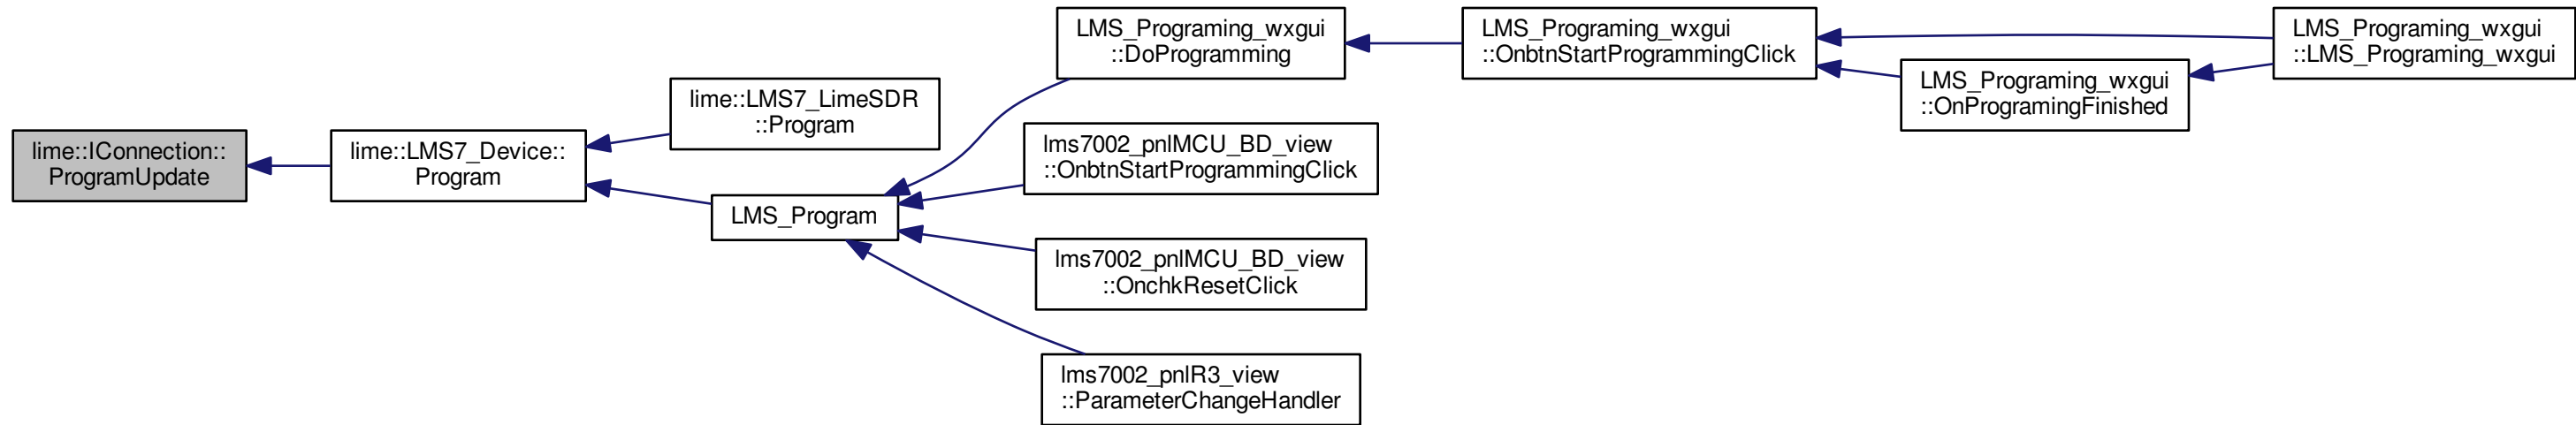 lime::IConnection::
ProgramUpdate
lime::LMS7_Device::
Program
lime::LMS7_LimeSDR
::Program
LMS_Program
LMS_Programing_wxgui
::DoProgramming
lms7002_pnlMCU_BD_view
::OnbtnStartProgrammingClick
lms7002_pnlMCU_BD_view
::OnchkResetClick
lms7002_pnlR3_view
::ParameterChangeHandler
LMS_Programing_wxgui
::OnbtnStartProgrammingClick
LMS_Programing_wxgui
::OnProgramingFinished
LMS_Programing_wxgui
::LMS_Programing_wxgui